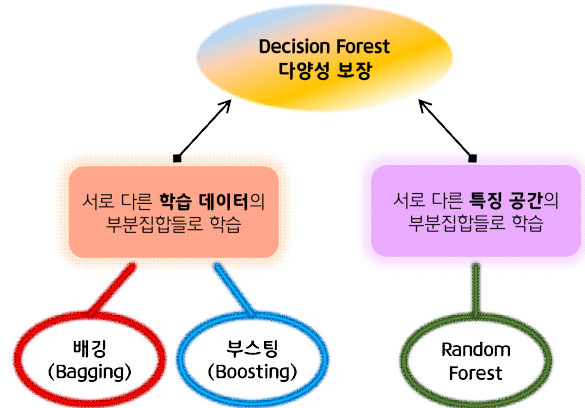 Decision Forest
다양성 보장
서로 다른 학습 데이터의
부분집합들로 학습
서로 다른 특징 공간의
부분집합들로 학습
배깅
(Bagging)
부스팅
(Boosting)
Random
Forest